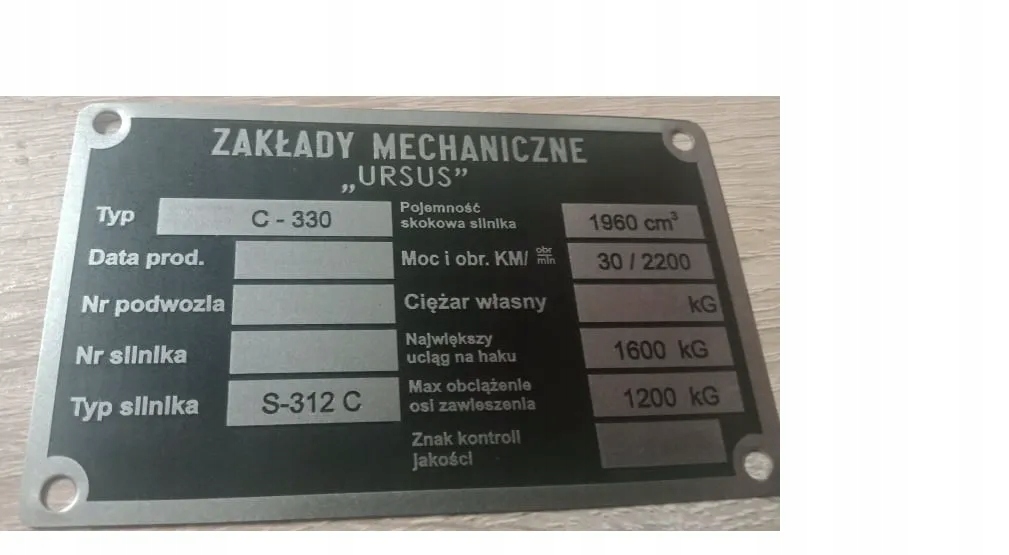 ZAKŁADY MECHANICZNE
„URSUS”
Typ C - 330
Data prod.
Nr podwozia
Nr silnika
Typ silnika S-312 C
Pojemność
skokowa silnika 1960 cm³
Moc i obr. KM/ obr/min 30 / 2200
Ciężar własny kG
Największy
uciąg na haku 1600 kG
Max obciążenie
osi zawieszenia 1200 kG
Znak kontroli
jakości